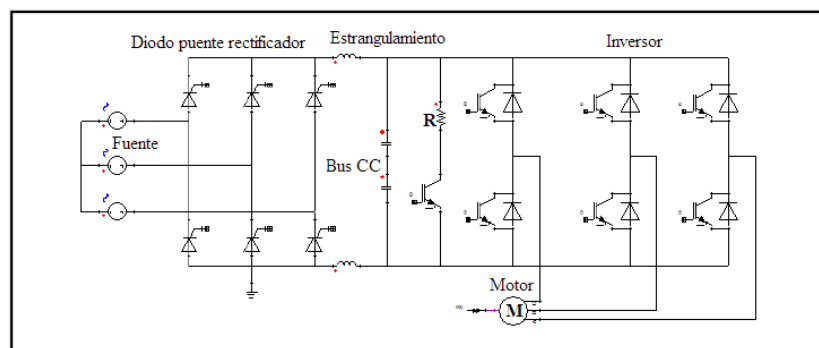 Diodo puente rectificador
Estrangulamiento
Inversor
Fuente
R
Bus CC
Motor
M